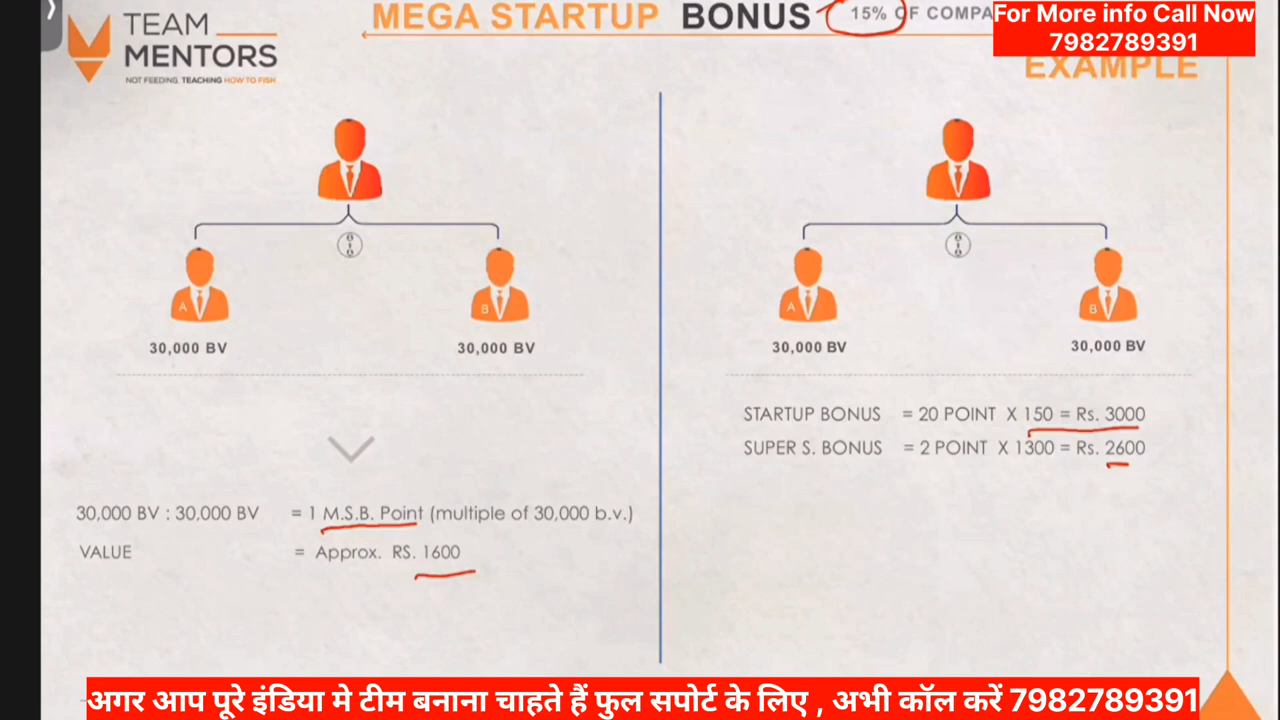 TEAM
MENTORS
NOT FEEDING, TEACHING HOW TO FISH
MEGA STARTUP BONUS
15% OF COMPA
For More info Call Now
7982789391
EXAMPLE
A
B
30,000 BV
30,000 BV
30,000 BV : 30,000 BV = 1 M.S.B. Point (multiple of 30,000 b.v.)
VALUE = Approx. RS. 1600
A
B
30,000 BV
30,000 BV
STARTUP BONUS = 20 POINT X 150 = Rs. 3000
SUPER S. BONUS = 2 POINT X 1300 = Rs. 2600
अगर आप पूरे इंडिया मे टीम बनाना चाहते हैं फुल सपोर्ट के लिए , अभी कॉल करें 7982789391